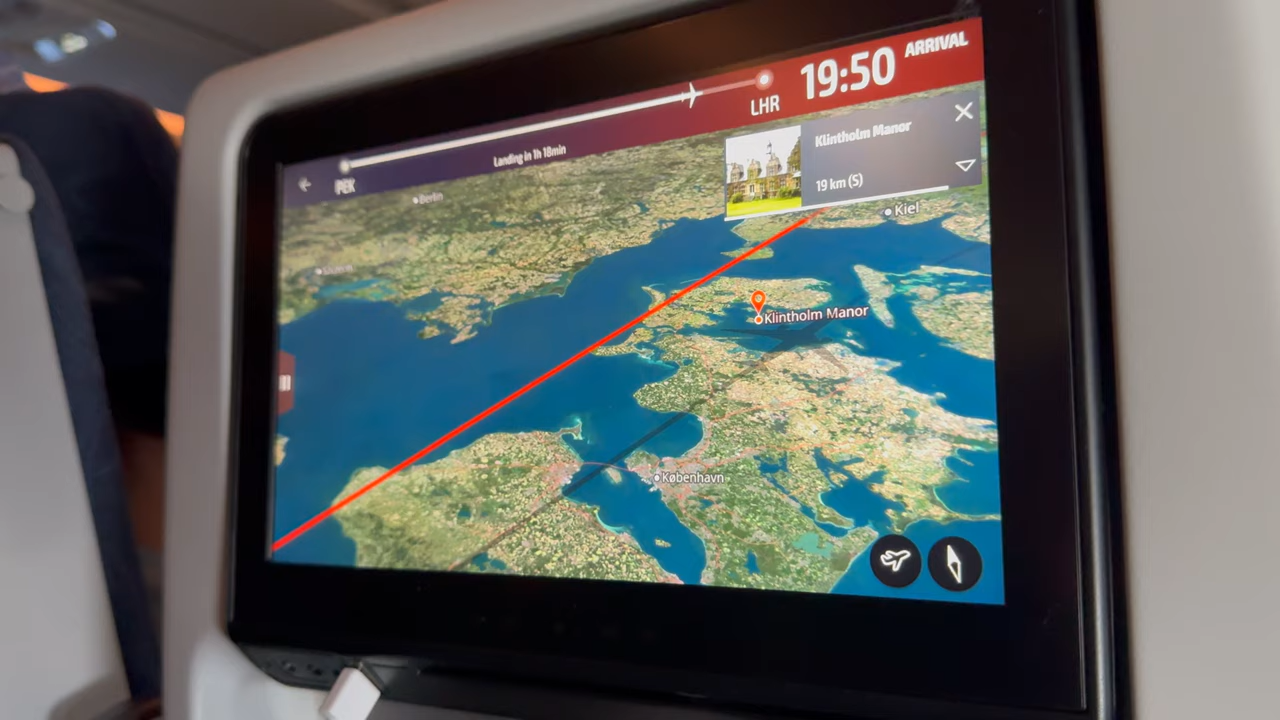 19:50 ARRIVAL
LHR
Landing in 1h 18min
PEK
Klintholm Manor
19 km (S)
Berlin
Kiel
Klintholm Manor
København